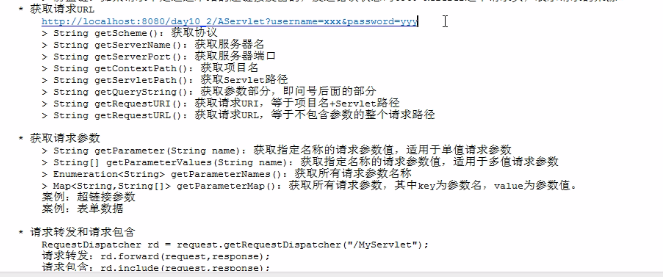 * 获取请求URL
http://localhost:8080/day10_2/AServlet?username=xxx&password=yyy
> String getScheme()：获取协议
> String getServerName()：获取服务器名
> String getServerPort()：获取服务器端口
> String getContextPath()：获取项目名
> String getServletPath()：获取Servlet路径
> String getQueryString()：获取参数部分，即问号后面的部分
> String getRequestURI()：获取请求URI，等于项目名+Servlet路径
> String getRequestURL()：获取请求URL，等于不包含参数的整个请求路径
* 获取请求参数
> String getParameter(String name)：获取指定名称的请求参数值，适用于单值请求参数
> String[] getParameterValues(String name)：获取指定名称的请求参数值，适用于多值请求参数
> Enumeration<String> getParameterNames()：获取所有请求参数名称
> Map<String,String[]> getParameterMap()：获取所有请求参数，其中key为参数名，value为参数值。
案例：超链接参数
案例：表单数据
* 请求转发和请求包含
RequestDispatcher rd = request.getRequestDispatcher("/MyServlet");
请求转发：rd.forward(request,response);
请求包含：rd.include(request,response);